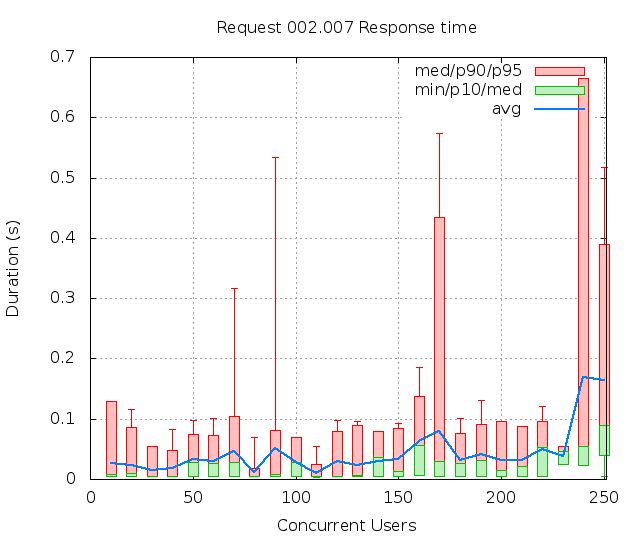 Request 002.007 Response time
med/p90/p95
min/p10/med
avg
0.7
0.6
0.5
0.4
0.3
0.2
0.1
0
Duration (s)
0 50 100 150 200 250
Concurrent Users